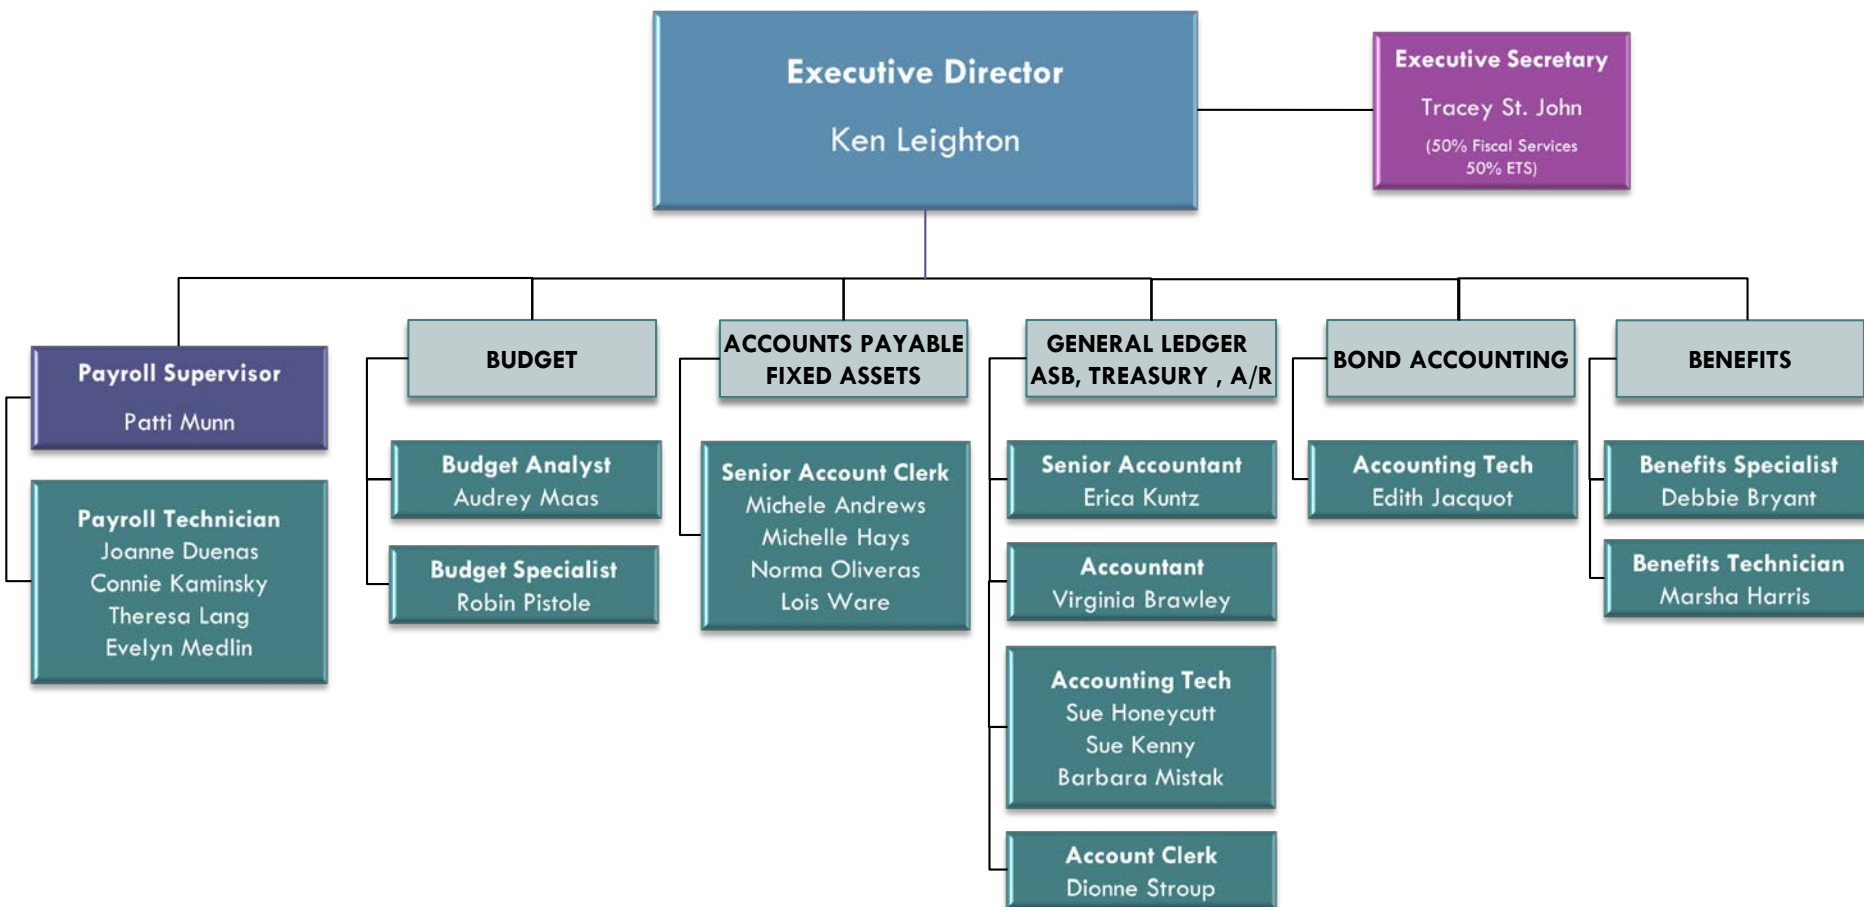 Executive Director
Ken Leighton
Executive Secretary
Tracey St. John
(50% Fiscal Services
50% ETS)
Payroll Supervisor
Patti Munn
Payroll Technician
Joanne Duenas
Connie Kaminsky
Theresa Lang
Evelyn Medlin
BUDGET
Budget Analyst
Audrey Maas
Budget Specialist
Robin Pistole
ACCOUNTS PAYABLE
FIXED ASSETS
Senior Account Clerk
Michele Andrews
Michelle Hays
Norma Oliveras
Lois Ware
GENERAL LEDGER
ASB, TREASURY , A/R
Senior Accountant
Erica Kuntz
Accountant
Virginia Brawley
Accounting Tech
Sue Honeycutt
Sue Kenny
Barbara Mistak
Account Clerk
Dionne Stroup
BOND ACCOUNTING
Accounting Tech
Edith Jacquot
BENEFITS
Benefits Specialist
Debbie Bryant
Benefits Technician
Marsha Harris